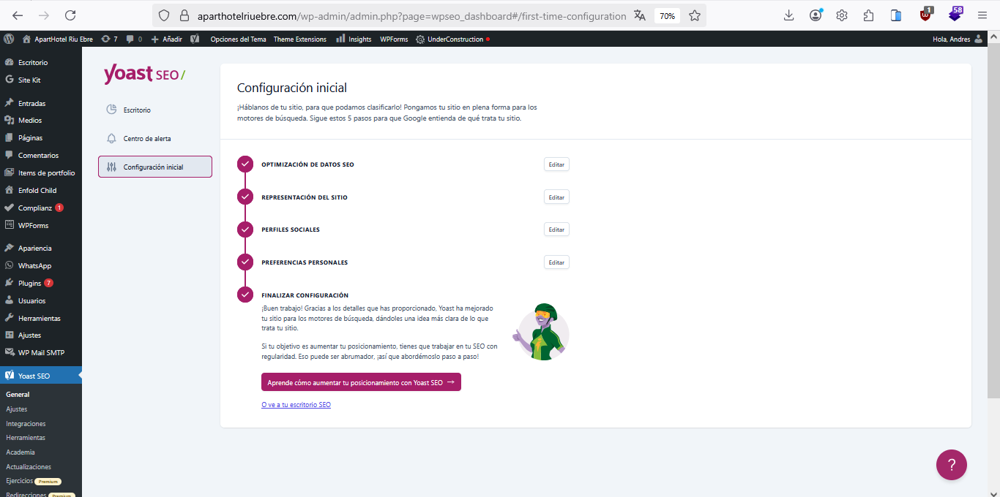 aparthotelriuebre.com/wp-admin/admin.php?page=wpseo_dashboard#/first-time-configuration
70%
1
58
ApartHotel Riu Ebre
7
0
Añadir
Opciones del Tema
Theme Extensions
Insights
WPForms
UnderConstruction
Hola, Andres
Escritorio
Site Kit
Entradas
Medios
Páginas
Comentarios
Items de portfolio
Enfold Child
Complianz 1
WPForms
Apariencia
WhatsApp
Plugins 7
Usuarios
Herramientas
Ajustes
WP Mail SMTP
Yoast SEO
General
Ajustes
Integraciones
Herramientas
Academia
Actualizaciones
Ejercicios Premium
Redirecciones Premium
yoast SEO/
Escritorio
Centro de alerta
Configuración inicial
Configuración inicial
¡Háblanos de tu sitio, para que podamos clasificarlo! Pongamos tu sitio en plena forma para los
motores de búsqueda. Sigue estos 5 pasos para que Google entienda de qué trata tu sitio.
OPTIMIZACIÓN DE DATOS SEO
Editar
REPRESENTACIÓN DEL SITIO
Editar
PERFILES SOCIALES
Editar
PREFERENCIAS PERSONALES
Editar
FINALIZAR CONFIGURACIÓN
¡Buen trabajo! Gracias a los detalles que has proporcionado, Yoast ha mejorado
tu sitio para los motores de búsqueda, dándoles una idea más clara de lo que
trata tu sitio.
Si tu objetivo es aumentar tu posicionamiento, tienes que trabajar en tu SEO con
regularidad. Eso puede ser abrumador, ¡así que abordémoslo paso a paso!
Aprende cómo aumentar tu posicionamiento con Yoast SEO →
O ve a tu escritorio SEO
?